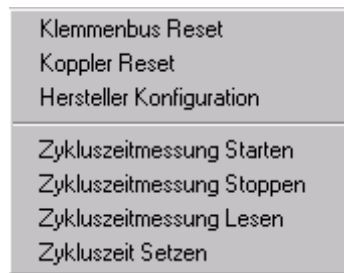 Klemmenbus Reset
Koppler Reset
Hersteller Konfiguration
Zykluszeitmessung Starten
Zykluszeitmessung Stoppen
Zykluszeitmessung Lesen
Zykluszeit Setzen